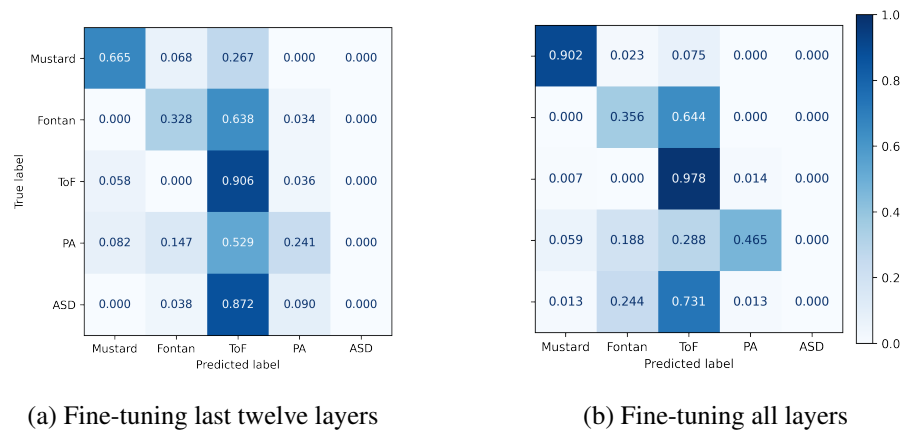 Mustard 0.665 0.068 0.267 0.000 0.000
Fontan 0.000 0.328 0.638 0.034 0.000
ToF 0.058 0.000 0.906 0.036 0.000
PA 0.082 0.147 0.529 0.241 0.000
ASD 0.000 0.038 0.872 0.090 0.000
True label
Mustard Fontan ToF PA ASD
Predicted label
(a) Fine-tuning last twelve layers
0.902 0.023 0.075 0.000 0.000
0.000 0.356 0.644 0.000 0.000
0.007 0.000 0.978 0.014 0.000
0.059 0.188 0.288 0.465 0.000
0.013 0.244 0.731 0.013 0.000
Mustard Fontan ToF PA ASD
Predicted label
1.0
0.8
0.6
0.4
0.2
0.0
(b) Fine-tuning all layers